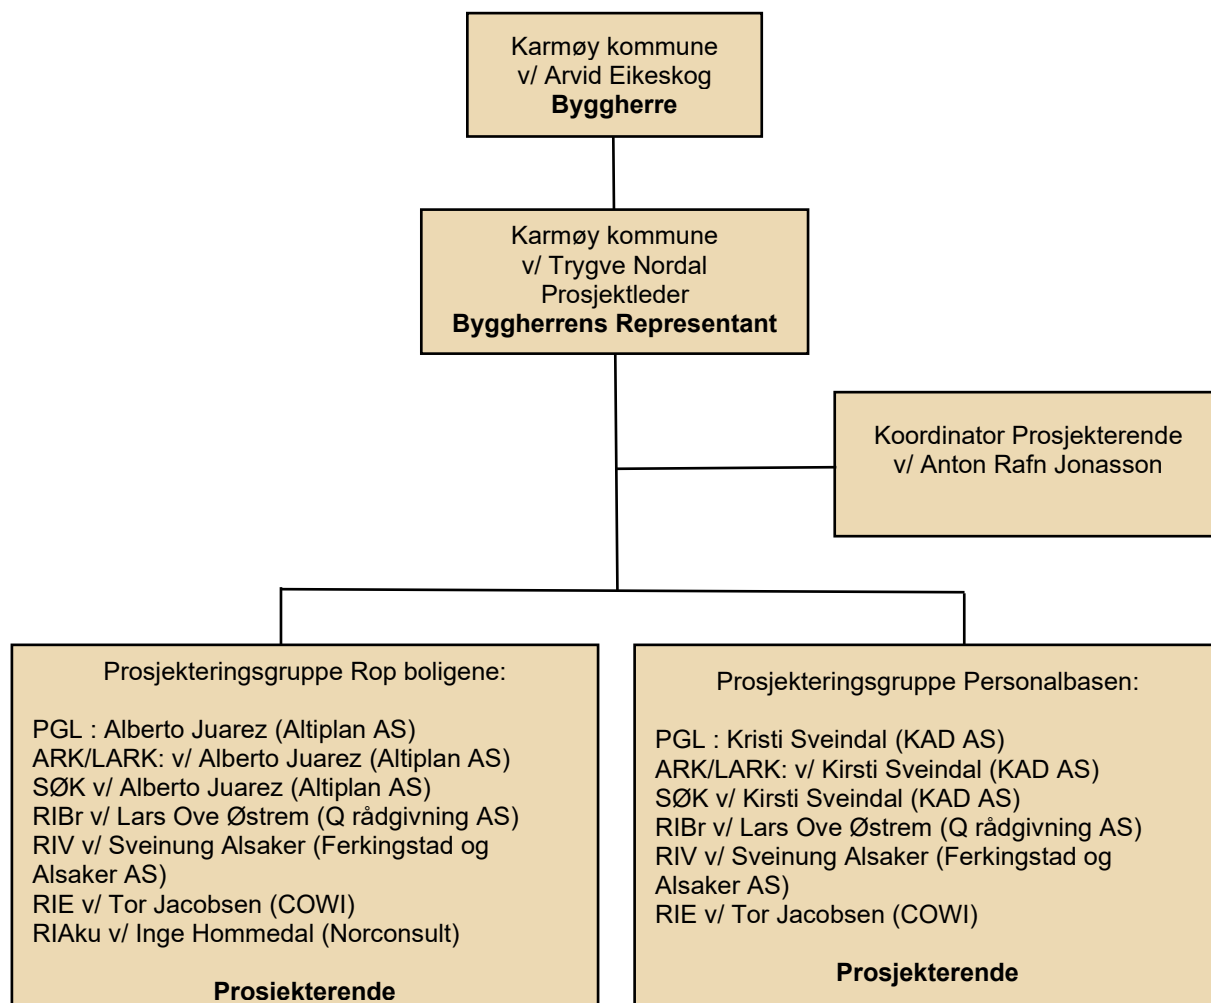 Karmøy kommune
v/ Arvid Eikeskog
Byggherre
Karmøy kommune
v/ Trygve Nordal
Prosjektleder
Byggherrens Representant
Koordinator Prosjekterende
v/ Anton Rafn Jonasson
Prosjekteringsgruppe Rop boligene:
PGL : Alberto Juarez (Altiplan AS)
ARK/LARK: v/ Alberto Juarez (Altiplan AS)
SØK v/ Alberto Juarez (Altiplan AS)
RIBr v/ Lars Ove Østrem (Q rådgivning AS)
RIV v/ Sveinung Alsaker (Ferkingstad og
Alsaker AS)
RIE v/ Tor Jacobsen (COWI)
RIAku v/ Inge Hommedal (Norconsult)
Prosjekterende
Prosjekteringsgruppe Personalbasen:
PGL : Kristi Sveindal (KAD AS)
ARK/LARK: v/ Kirsti Sveindal (KAD AS)
SØK v/ Kirsti Sveindal (KAD AS)
RIBr v/ Lars Ove Østrem (Q rådgivning AS)
RIV v/ Sveinung Alsaker (Ferkingstad og
Alsaker AS)
RIE v/ Tor Jacobsen (COWI)
Prosjekterende